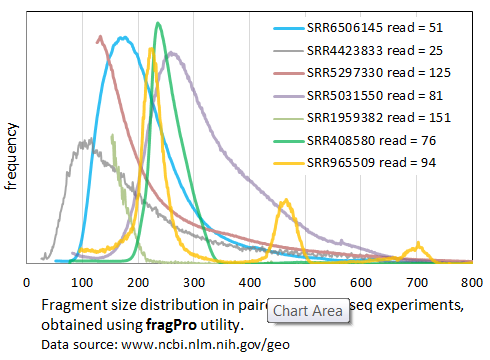 SRR6506145 read = 51
SRR4423833 read = 25
SRR5297330 read = 125
SRR5031550 read = 81
SRR1959382 read = 151
SRR408580 read = 76
SRR965509 read = 94
frequency
0 100 200 300 400 500 600 700 800
Fragment size distribution in seq experiments,
Chart Area
obtained using fragPro utility.
Data source: www.ncbi.nlm.nih.gov/geo